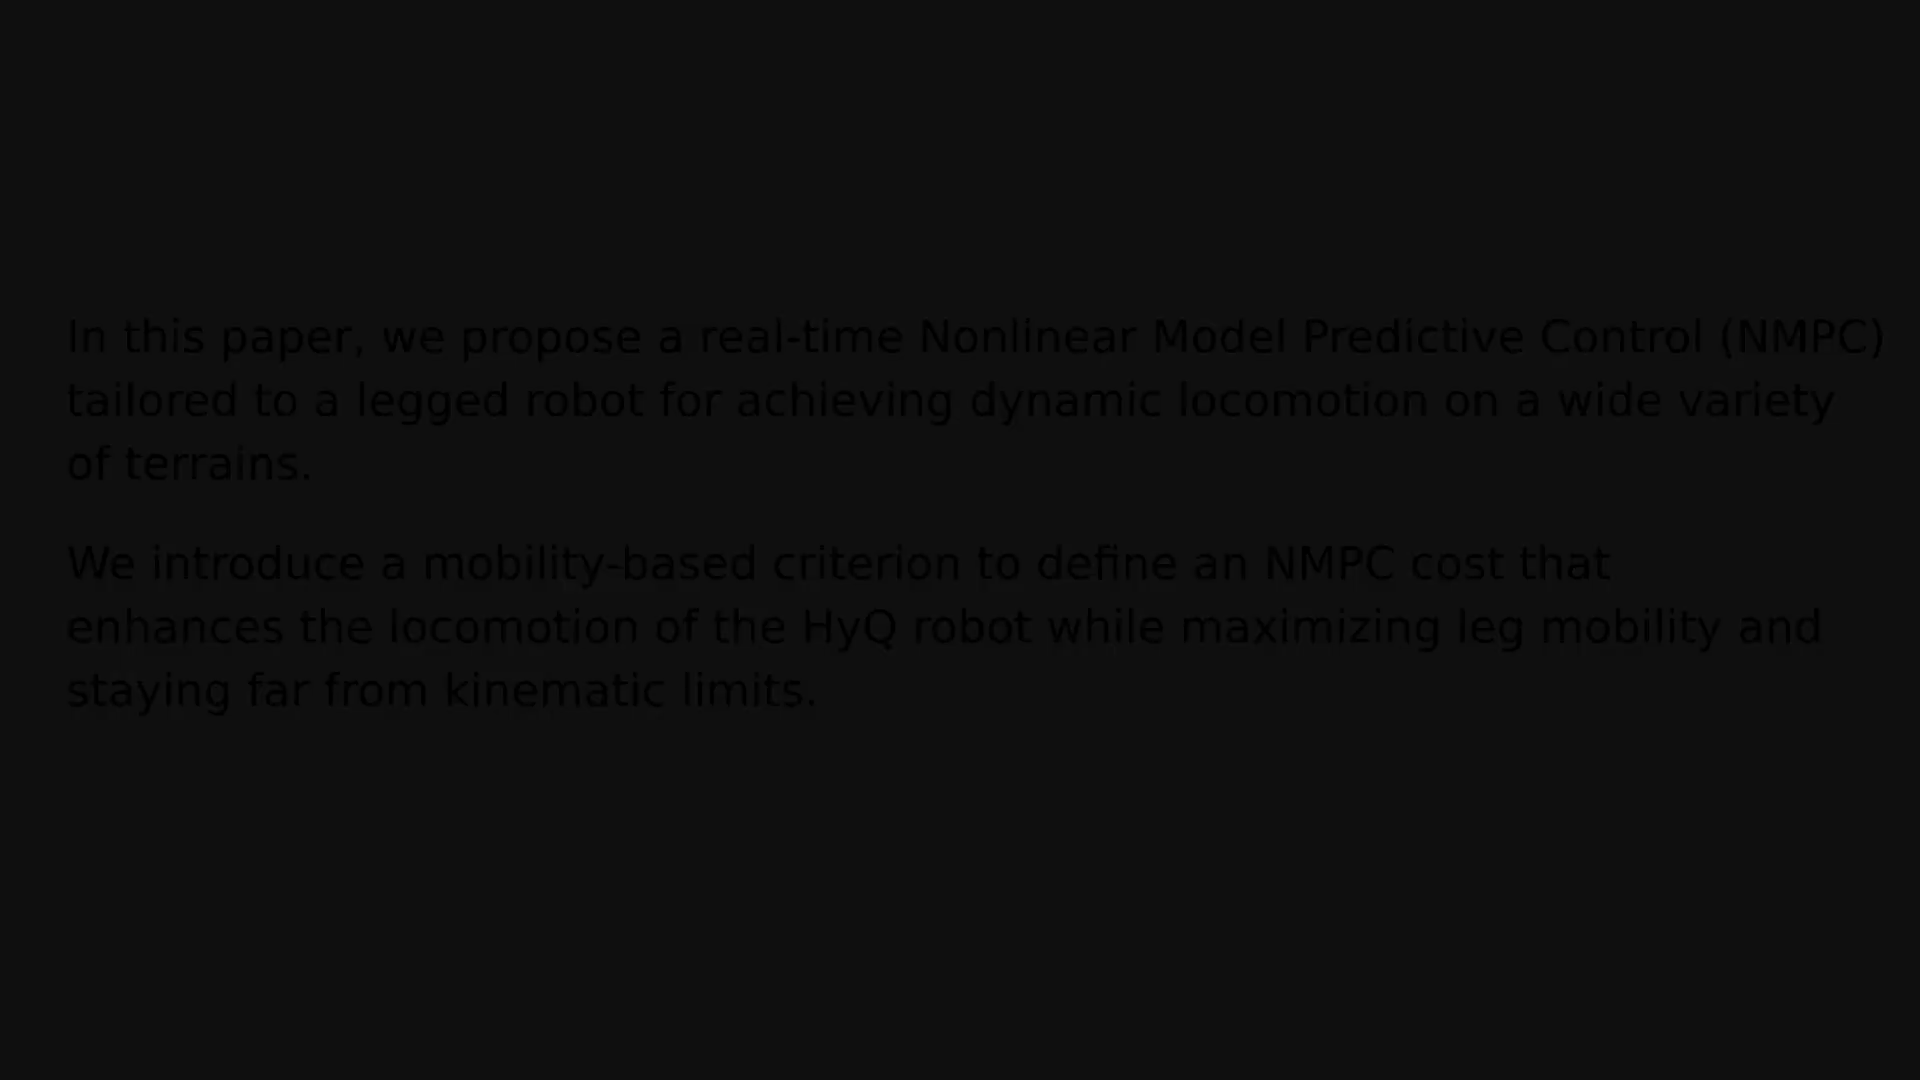 In this paper, we propose a real-time Nonlinear Model Predictive Control (NMPC)
tailored to a legged robot for achieving dynamic locomotion on a wide variety
of terrains.
We introduce a mobility-based criterion to define an NMPC cost that
enhances the locomotion of the HyQ robot while maximizing leg mobility and
staying far from kinematic limits.